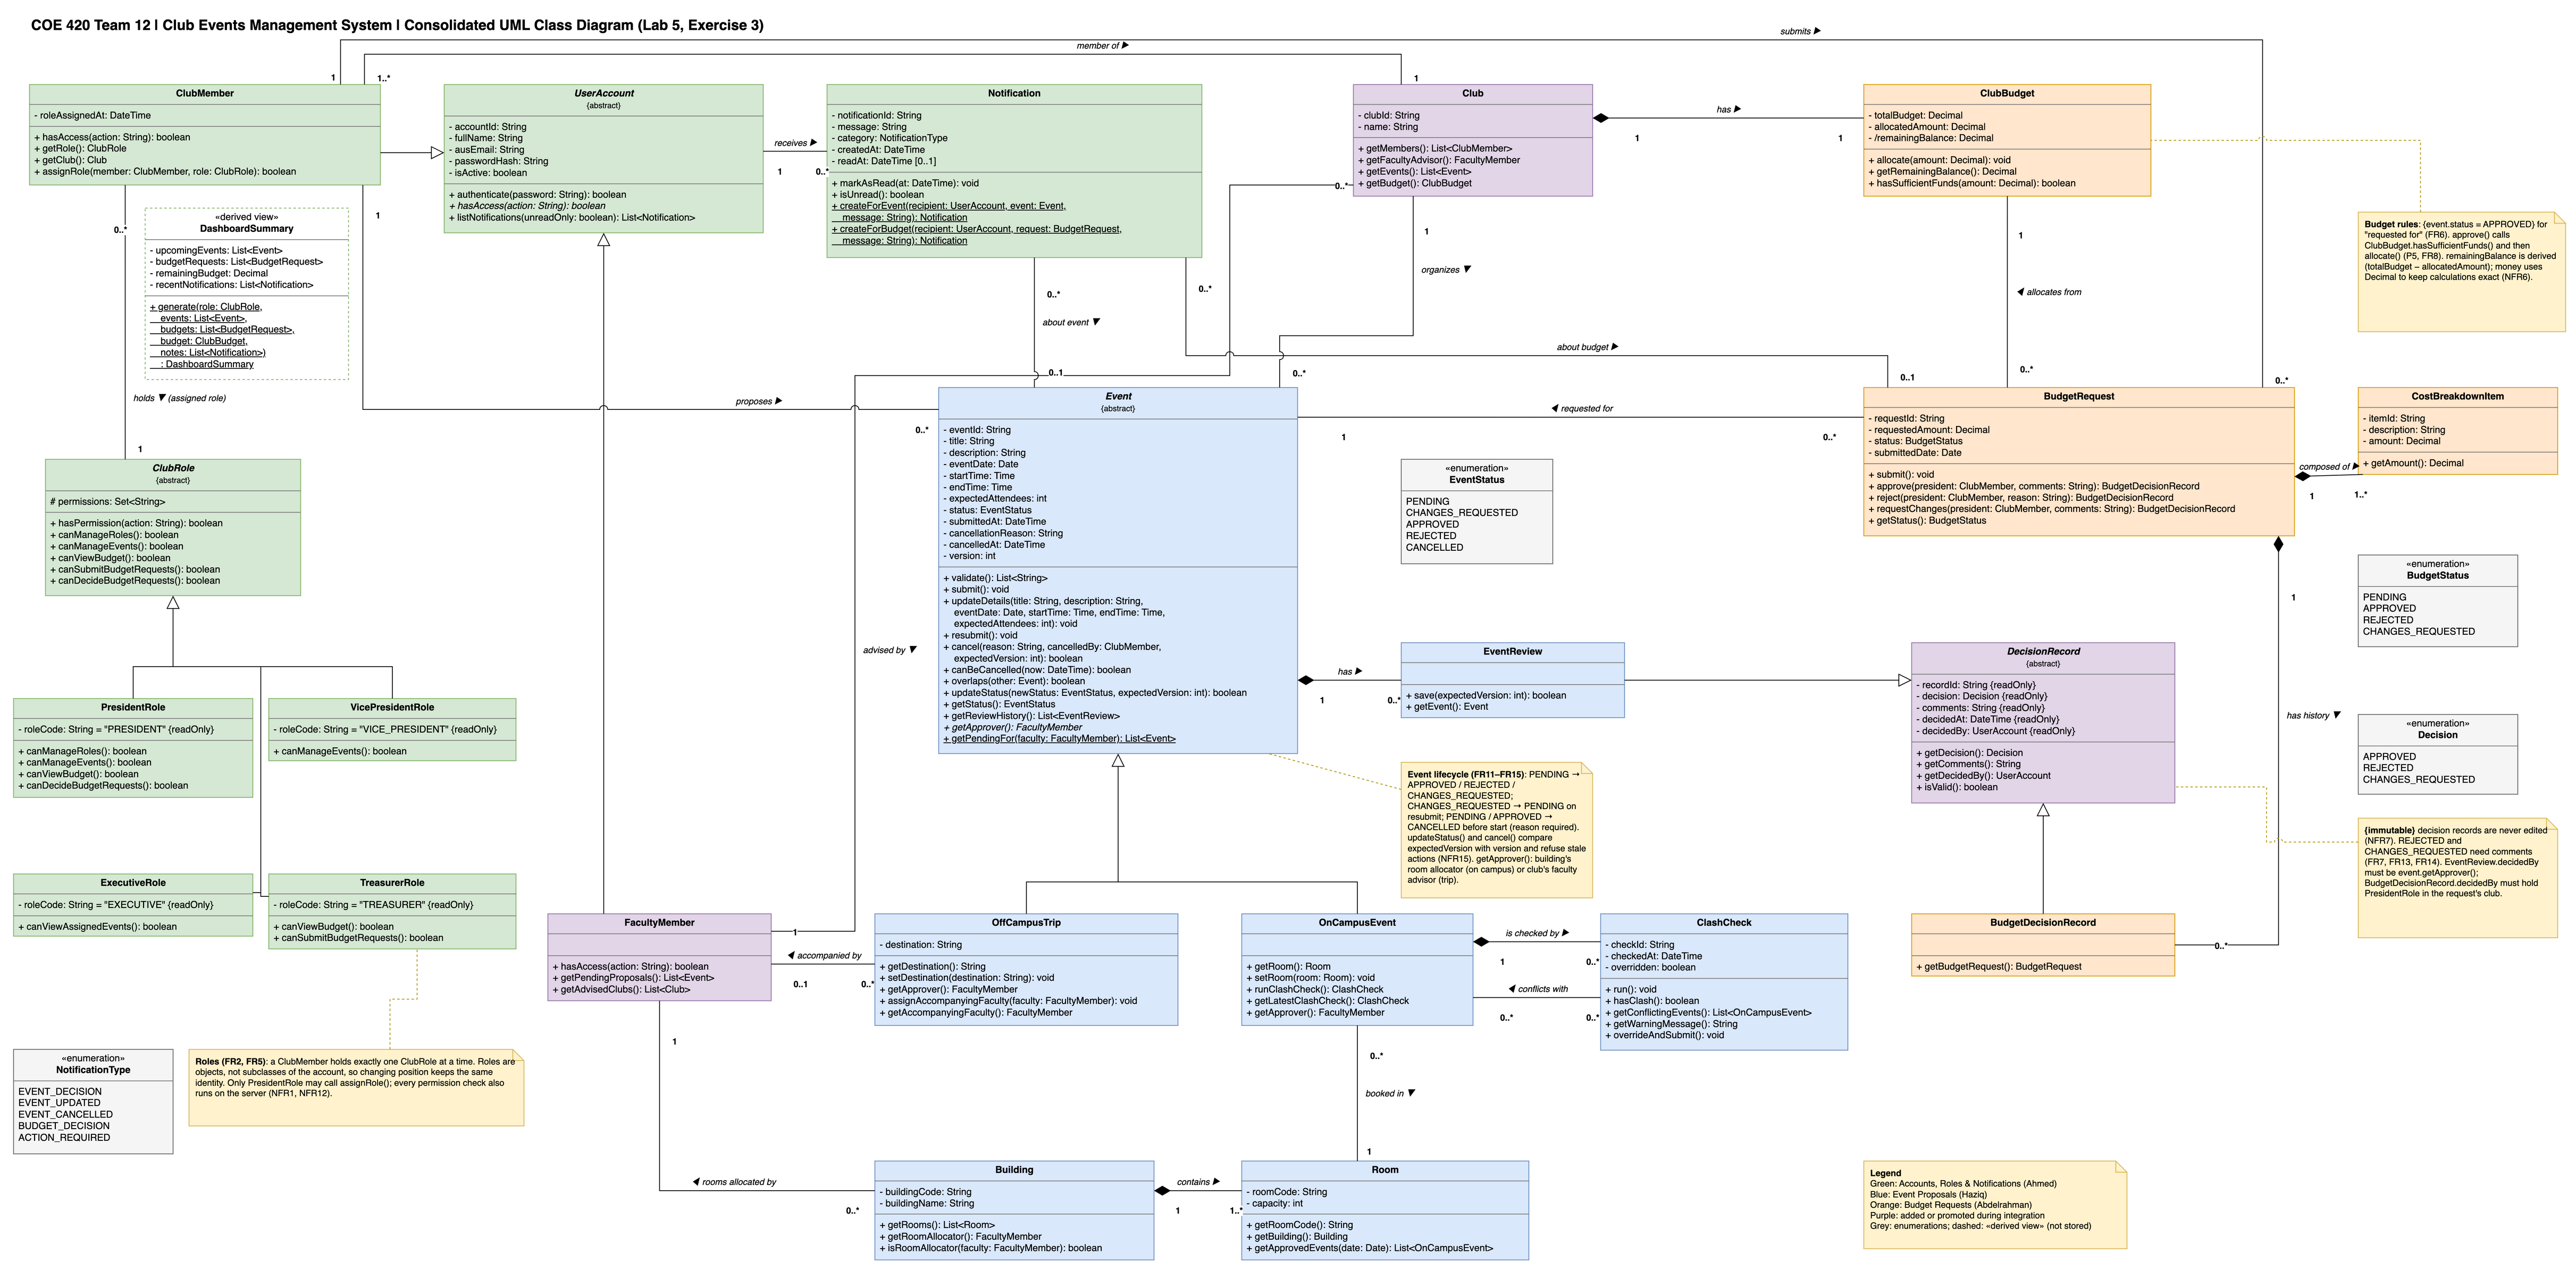 COE 420 Team 12 | Club Events Management System | Consolidated UML Class Diagram (Lab 5, Exercise 3)
submits ▶
member of ▶
1
1..*
1
ClubMember
- roleAssignedAt: DateTime
+ hasAccess(action: String): boolean
+ getRole(): ClubRole
+ getClub(): Club
+ assignRole(member: ClubMember, role: ClubRole): boolean
UserAccount
{abstract}
- accountId: String
- fullName: String
- ausEmail: String
- passwordHash: String
- isActive: boolean
+ authenticate(password: String): boolean
+ hasAccess(action: String): boolean
+ listNotifications(unreadOnly: boolean): List<Notification>
receives ▶
1
0..*
Notification
- notificationId: String
- message: String
- category: NotificationType
- createdAt: DateTime
- readAt: DateTime [0..1]
+ markAsRead(at: DateTime): void
+ isUnread(): boolean
+ createForEvent(recipient: UserAccount, event: Event,
message: String): Notification
+ createForBudget(recipient: UserAccount, request: BudgetRequest,
message: String): Notification
Club
- clubId: String
- name: String
+ getMembers(): List<ClubMember>
+ getFacultyAdvisor(): FacultyMember
+ getEvents(): List<Event>
+ getBudget(): ClubBudget
0..*
has ▶
1
1
ClubBudget
- totalBudget: Decimal
- allocatedAmount: Decimal
- /remainingBalance: Decimal
+ allocate(amount: Decimal): void
+ getRemainingBalance(): Decimal
+ hasSufficientFunds(amount: Decimal): boolean
Budget rules: {event.status = APPROVED} for
"requested for" (FR6). approve() calls
ClubBudget.hasSufficientFunds() and then
allocate() (P5, FR8). remainingBalance is derived
(totalBudget − allocatedAmount); money uses
Decimal to keep calculations exact (NFR6).
0..*
1
«derived view»
DashboardSummary
- upcomingEvents: List<Event>
- budgetRequests: List<BudgetRequest>
- remainingBudget: Decimal
- recentNotifications: List<Notification>
+ generate(role: ClubRole,
events: List<Event>,
budgets: List<BudgetRequest>,
budget: ClubBudget,
notes: List<Notification>)
: DashboardSummary
holds ▼ (assigned role)
1
0..*
about event ▼
0..1
0..*
about budget ▶
0..1
1
organizes ▼
0..*
1
◀ allocates from
0..*
0..*
proposes ▶
0..*
◀ requested for
1
0..*
ClubRole
{abstract}
# permissions: Set<String>
+ hasPermission(action: String): boolean
+ canManageRoles(): boolean
+ canManageEvents(): boolean
+ canViewBudget(): boolean
+ canSubmitBudgetRequests(): boolean
+ canDecideBudgetRequests(): boolean
Event
{abstract}
- eventId: String
- title: String
- description: String
- eventDate: Date
- startTime: Time
- endTime: Time
- expectedAttendees: int
- status: EventStatus
- submittedAt: DateTime
- cancellationReason: String
- cancelledAt: DateTime
- version: int
+ validate(): List<String>
+ submit(): void
+ updateDetails(title: String, description: String,
eventDate: Date, startTime: Time, endTime: Time,
expectedAttendees: int): void
+ resubmit(): void
+ cancel(reason: String, cancelledBy: ClubMember,
expectedVersion: int): boolean
+ canBeCancelled(now: DateTime): boolean
+ overlaps(other: Event): boolean
+ updateStatus(newStatus: EventStatus, expectedVersion: int): boolean
+ getStatus(): EventStatus
+ getReviewHistory(): List<EventReview>
+ getApprover(): FacultyMember
+ getPendingFor(faculty: FacultyMember): List<Event>
«enumeration»
EventStatus
PENDING
CHANGES_REQUESTED
APPROVED
REJECTED
CANCELLED
BudgetRequest
- requestId: String
- requestedAmount: Decimal
- status: BudgetStatus
- submittedDate: Date
+ submit(): void
+ approve(president: ClubMember, comments: String): BudgetDecisionRecord
+ reject(president: ClubMember, reason: String): BudgetDecisionRecord
+ requestChanges(president: ClubMember, comments: String): BudgetDecisionRecord
+ getStatus(): BudgetStatus
composed of ▶
1
1..*
CostBreakdownItem
- itemId: String
- description: String
- amount: Decimal
+ getAmount(): Decimal
«enumeration»
BudgetStatus
PENDING
APPROVED
REJECTED
CHANGES_REQUESTED
1
has history ▼
0..*
advised by ▼
1
has ▶
1
0..*
EventReview
+ save(expectedVersion: int): boolean
+ getEvent(): Event
DecisionRecord
{abstract}
- recordId: String {readOnly}
- decision: Decision {readOnly}
- comments: String {readOnly}
- decidedAt: DateTime {readOnly}
- decidedBy: UserAccount {readOnly}
+ getDecision(): Decision
+ getComments(): String
+ getDecidedBy(): UserAccount
+ isValid(): boolean
«enumeration»
Decision
APPROVED
REJECTED
CHANGES_REQUESTED
PresidentRole
- roleCode: String = "PRESIDENT" {readOnly}
+ canManageRoles(): boolean
+ canManageEvents(): boolean
+ canViewBudget(): boolean
+ canDecideBudgetRequests(): boolean
VicePresidentRole
- roleCode: String = "VICE_PRESIDENT" {readOnly}
+ canManageEvents(): boolean
Event lifecycle (FR11–FR15): PENDING →
APPROVED / REJECTED /
CHANGES_REQUESTED;
CHANGES_REQUESTED → PENDING on
resubmit; PENDING / APPROVED →
CANCELLED before start (reason required).
updateStatus() and cancel() compare
expectedVersion with version and refuse stale
actions (NFR15). getApprover(): building's
room allocator (on campus) or club's faculty
advisor (trip).
{immutable} decision records are never edited
(NFR7). REJECTED and
CHANGES_REQUESTED need comments
(FR7, FR13, FR14). EventReview.decidedBy
must be event.getApprover();
BudgetDecisionRecord.decidedBy must hold
PresidentRole in the request's club.
ExecutiveRole
- roleCode: String = "EXECUTIVE" {readOnly}
+ canViewAssignedEvents(): boolean
TreasurerRole
- roleCode: String = "TREASURER" {readOnly}
+ canViewBudget(): boolean
+ canSubmitBudgetRequests(): boolean
FacultyMember
+ hasAccess(action: String): boolean
+ getPendingProposals(): List<Event>
+ getAdvisedClubs(): List<Club>
◀ accompanied by
0..1
0..*
OffCampusTrip
- destination: String
+ getDestination(): String
+ setDestination(destination: String): void
+ getApprover(): FacultyMember
+ assignAccompanyingFaculty(faculty: FacultyMember): void
+ getAccompanyingFaculty(): FacultyMember
OnCampusEvent
+ getRoom(): Room
+ setRoom(room: Room): void
+ runClashCheck(): ClashCheck
+ getLatestClashCheck(): ClashCheck
+ getApprover(): FacultyMember
is checked by ▶
1
0..*
◀ conflicts with
0..*
0..*
ClashCheck
- checkId: String
- checkedAt: DateTime
- overridden: boolean
+ run(): void
+ hasClash(): boolean
+ getConflictingEvents(): List<OnCampusEvent>
+ getWarningMessage(): String
+ overrideAndSubmit(): void
BudgetDecisionRecord
+ getBudgetRequest(): BudgetRequest
«enumeration»
NotificationType
EVENT_DECISION
EVENT_UPDATED
EVENT_CANCELLED
BUDGET_DECISION
ACTION_REQUIRED
Roles (FR2, FR5): a ClubMember holds exactly one ClubRole at a time. Roles are
objects, not subclasses of the account, so changing position keeps the same
identity. Only PresidentRole may call assignRole(); every permission check also
runs on the server (NFR1, NFR12).
1
0..*
booked in ▼
1
◀ rooms allocated by
0..*
Building
- buildingCode: String
- buildingName: String
+ getRooms(): List<Room>
+ getRoomAllocator(): FacultyMember
+ isRoomAllocator(faculty: FacultyMember): boolean
contains ▶
1
1..*
Room
- roomCode: String
- capacity: int
+ getRoomCode(): String
+ getBuilding(): Building
+ getApprovedEvents(date: Date): List<OnCampusEvent>
Legend
Green: Accounts, Roles & Notifications (Ahmed)
Blue: Event Proposals (Haziq)
Orange: Budget Requests (Abdelrahman)
Purple: added or promoted during integration
Grey: enumerations; dashed: «derived view» (not stored)